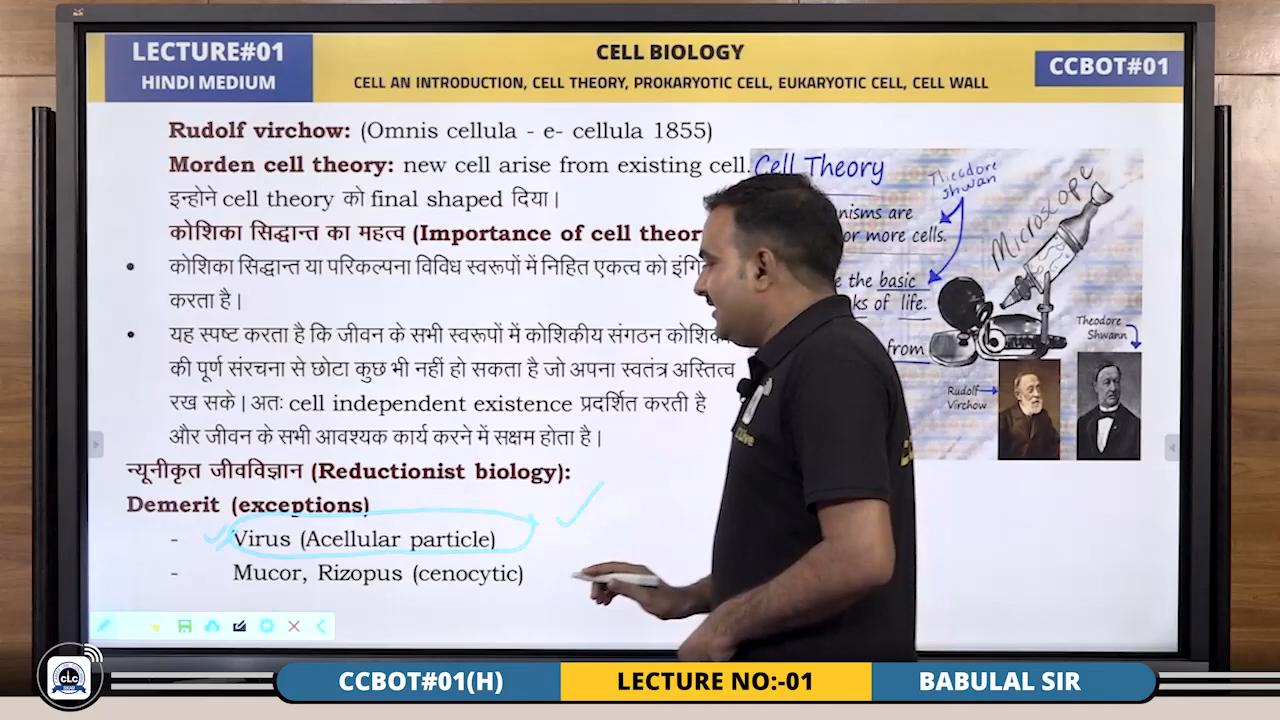 LECTURE#01
HINDI MEDIUM
CELL BIOLOGY
CELL AN INTRODUCTION, CELL THEORY, PROKARYOTIC CELL, EUKARYOTIC CELL, CELL WALL
CCBOT#01
Rudolf virchow: (Omnis cellula - e- cellula 1855)
Morden cell theory: new cell arise from existing cell.
इन्होने cell theory को final shaped दिया।
कोशिका सिद्धान्त का महत्व (Importance of cell theor
• कोशिका सिद्धान्त या परिकल्पना विविध स्वरूपों में निहित एकत्व को
करता है।
• यह स्पष्ट करता है कि जीवन के सभी स्वरूपों में कोशिकीय संगठन
की पूर्ण संरचना से छोटा कुछ भी नहीं हो सकता है जो अपना स्वतंत्र अस्तित्व
रख सके। अतः cell independent existence प्रदर्शित करती है
और जीवन के सभी आवश्यक कार्य करने में सक्षम होता है।
न्यूनीकृत जीवविज्ञान (Reductionist biology):
Demerit (exceptions)
- Virus (Acellular particle)
- Mucor, Rizopus (cenocytic)
Cell Theory
Theodore
shwan
Microscope
nisms are
or more cells.
the basic
ks of life.
from
Theodore
Shwann
Rudolf
Virchow
CLC
SIKAR
CCBOT#01(H)
LECTURE NO:-01
BABULAL SIR